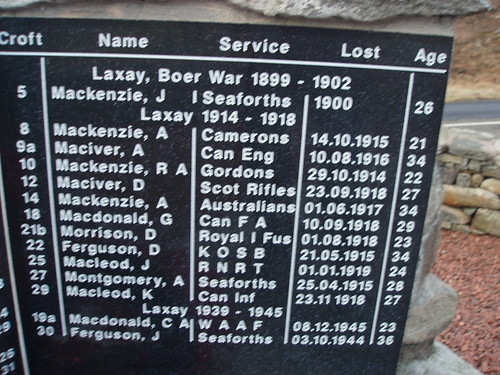 Croft Name Service Lost Age
Laxay, Boer War 1899 - 1902
5 Mackenzie, J Seaforths 1900 26
Laxay 1914 - 1918
8 Mackenzie, A Camerons 14.10.1915 21
9a Maciver, A Can Eng 10.08.1916 34
10 Mackenzie, R A Gordons 29.10.1914 22
12 Maciver, D Scot Rifles 23.09.1918 27
14 Mackenzie, A Australians 01.06.1917 34
18 Macdonald, G Can F A 10.09.1918 29
21b Morrison, D Royal I Fus 01.08.1918 23
22 Ferguson, D K O S B 21.05.1915 34
25 Macleod, J R N R T 01.01.1919 24
27 Montgomery, A Seaforths 25.04.1915 28
29 Macleod, K Can Inf 23.11.1918 27
Laxay 1939 - 1945
19a Macdonald, C A W A A F 08.12.1945 23
30 Ferguson, J Seaforths 03.10.1944 36